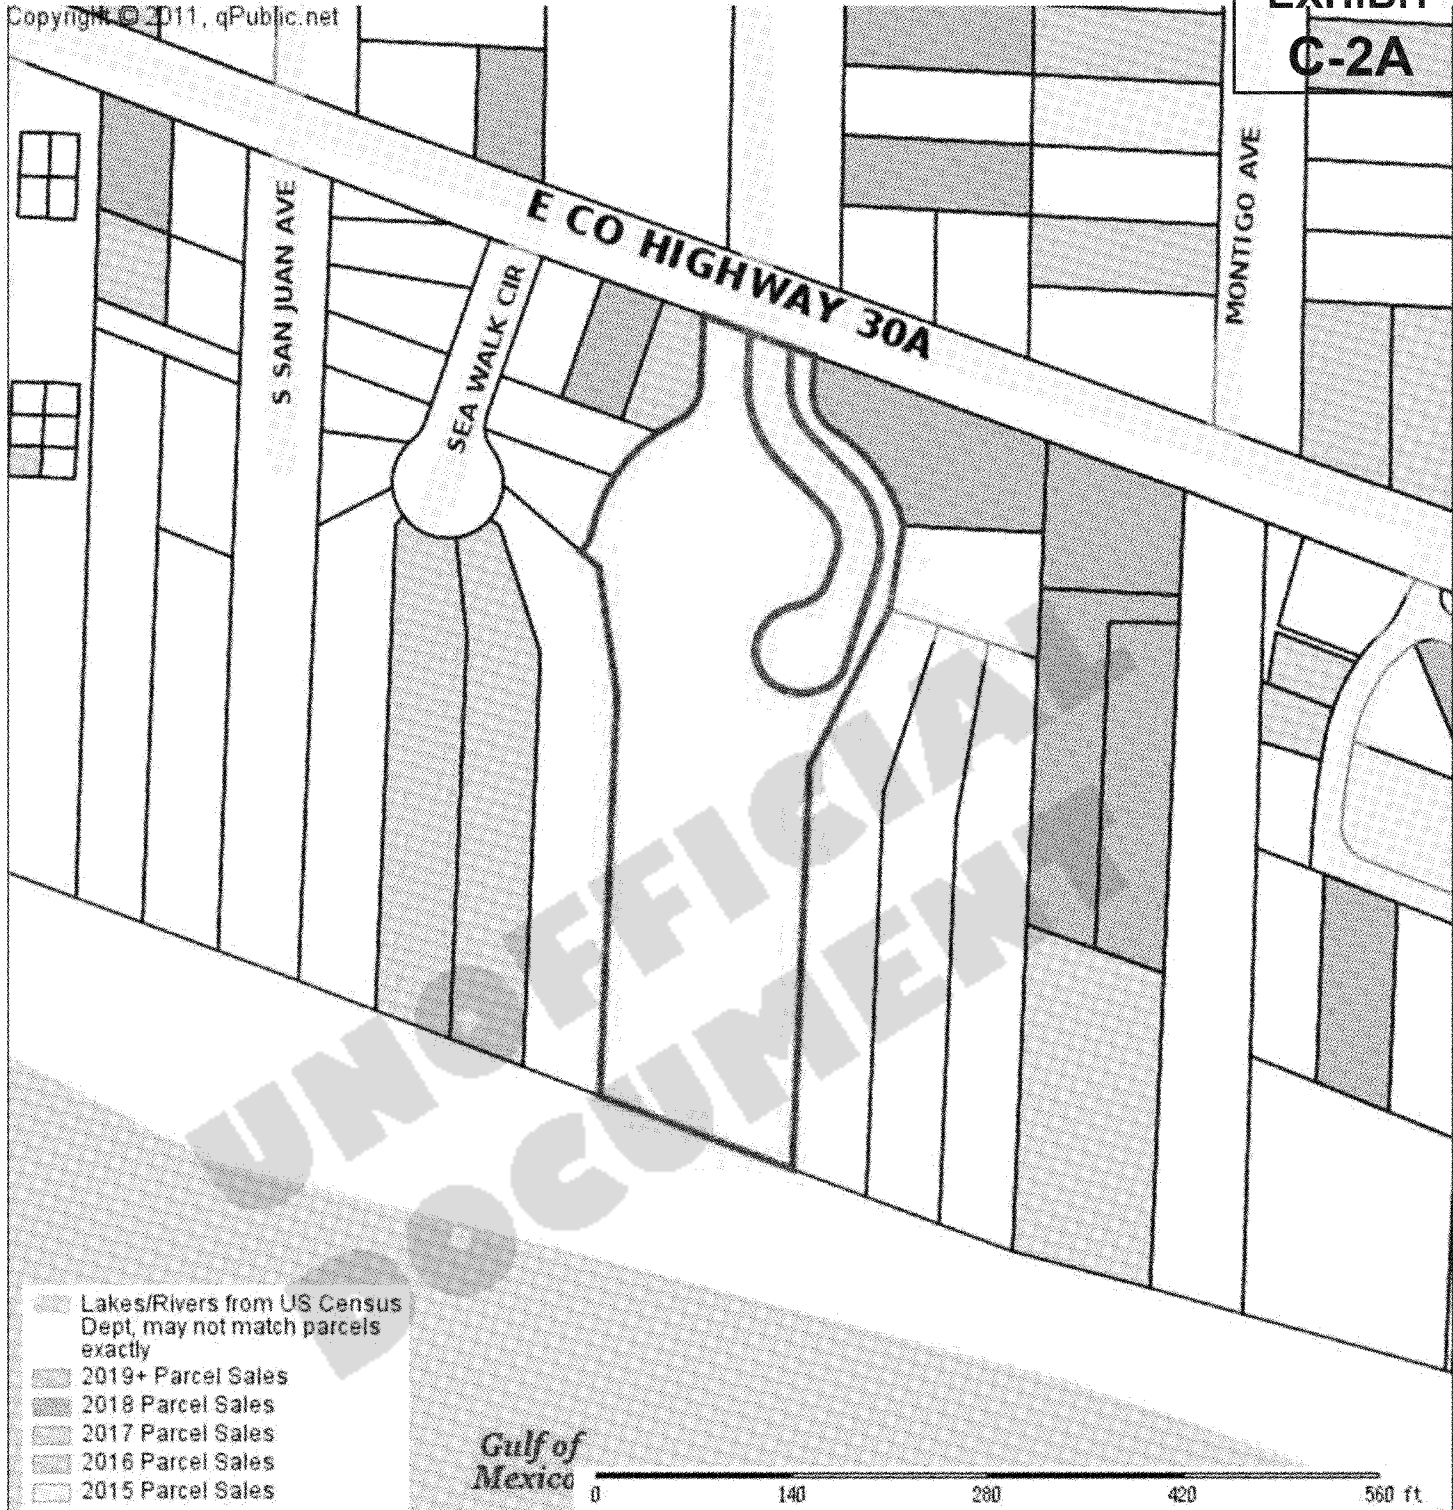 Copyright © 2011, qPublic.net
EXHIBIT
C-2A
E CO HIGHWAY 30A
S SAN JUAN AVE
SEA WALK CIR
MONTIGO AVE
UNOFFICIAL
DOCUMENT
Lakes/Rivers from US Census
Dept, may not match parcels
exactly
2019+ Parcel Sales
2018 Parcel Sales
2017 Parcel Sales
2016 Parcel Sales
2015 Parcel Sales
Gulf of
Mexico
0 140 280 420 560 ft